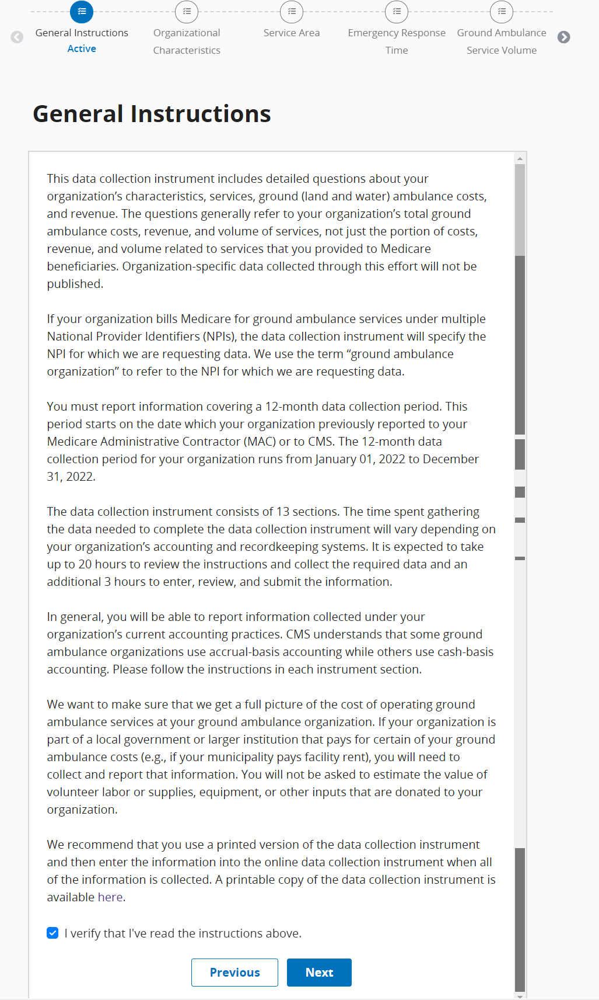 General Instructions
Active
Organizational
Characteristics
Service Area
Emergency Response
Time
Ground Ambulance
Service Volume
General Instructions
This data collection instrument includes detailed questions about your
organization’s characteristics, services, ground (land and water) ambulance costs,
and revenue. The questions generally refer to your organization’s total ground
ambulance costs, revenue, and volume of services, not just the portion of costs,
revenue, and volume related to services that you provided to Medicare
beneficiaries. Organization-specific data collected through this effort will not be
published.
If your organization bills Medicare for ground ambulance services under multiple
National Provider Identifiers (NPIs), the data collection instrument will specify the
NPI for which we are requesting data. We use the term “ground ambulance
organization” to refer to the NPI for which we are requesting data.
You must report information covering a 12-month data collection period. This
period starts on the date which your organization previously reported to your
Medicare Administrative Contractor (MAC) or to CMS. The 12-month data
collection period for your organization runs from January 01, 2022 to December
31, 2022.
The data collection instrument consists of 13 sections. The time spent gathering
the data needed to complete the data collection instrument will vary depending on
your organization’s accounting and recordkeeping systems. It is expected to take
up to 20 hours to review the instructions and collect the required data and an
additional 3 hours to enter, review, and submit the information.
In general, you will be able to report information collected under your
organization’s current accounting practices. CMS understands that some ground
ambulance organizations use accrual-basis accounting while others use cash-basis
accounting. Please follow the instructions in each instrument section.
We want to make sure that we get a full picture of the cost of operating ground
ambulance services at your ground ambulance organization. If your organization is
part of a local government or larger institution that pays for certain of your ground
ambulance costs (e.g., if your municipality pays facility rent), you will need to
collect and report that information. You will not be asked to estimate the value of
volunteer labor or supplies, equipment, or other inputs that are donated to your
organization.
We recommend that you use a printed version of the data collection instrument
and then enter the information into the online data collection instrument when all
of the information is collected. A printable copy of the data collection instrument is
available here.
I verify that I've read the instructions above.
Previous
Next